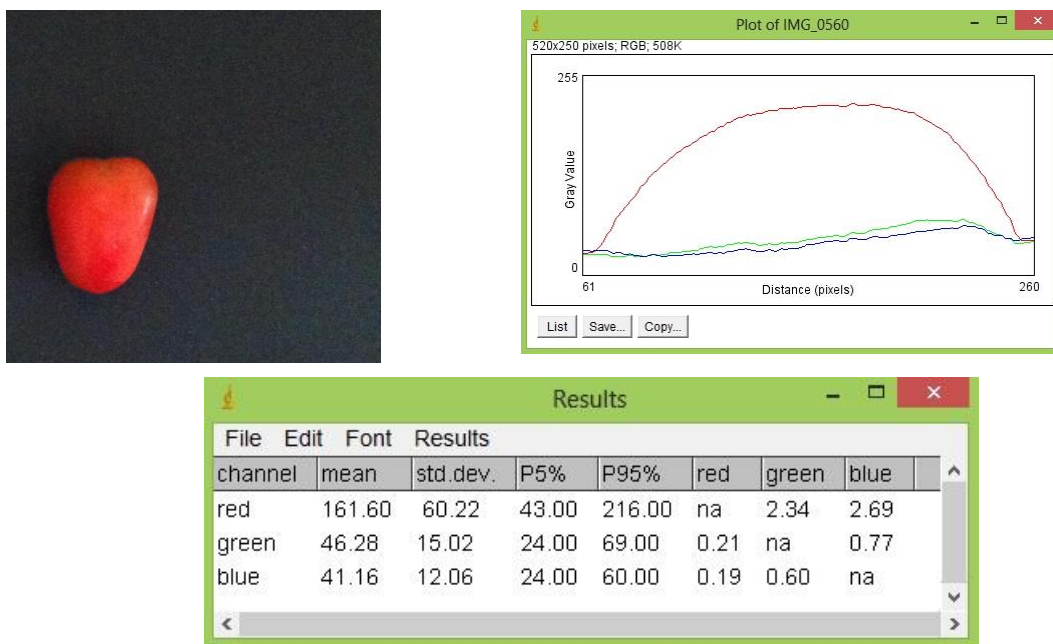 Plot of IMG_0560
520x250 pixels; RGB; 508K
255
Gray Value
0
61
Distance (pixels)
260
List Save... Copy...
Results
File Edit Font Results
channel mean std.dev. P5% P95% red green blue
red 161.60 60.22 43.00 216.00 na 2.34 2.69
green 46.28 15.02 24.00 69.00 0.21 na 0.77
blue 41.16 12.06 24.00 60.00 0.19 0.60 na